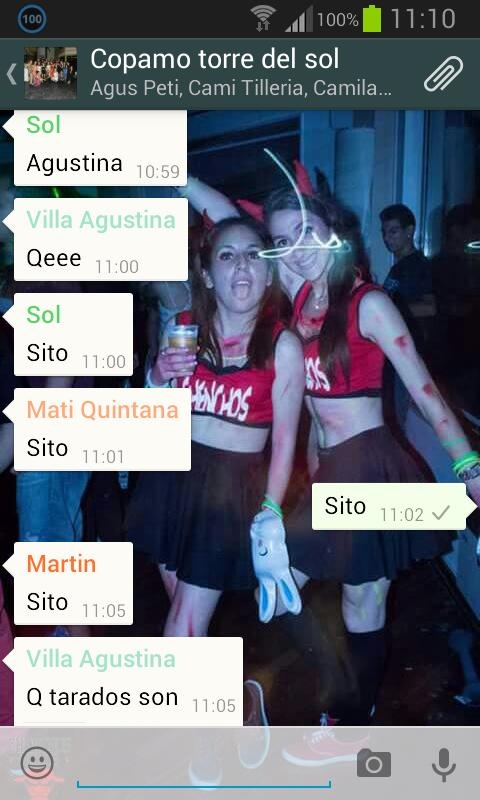 100
100%
11:10
Copamo torre del sol
Agus Peti, Cami Tilleria, Camila...
Sol
Agustina 10:59
Villa Agustina
Qeee 11:00
Sol
Sito 11:00
Mati Quintana
Sito 11:01
Sito 11:02
Martin
Sito 11:05
Villa Agustina
Q tarados son 11:05